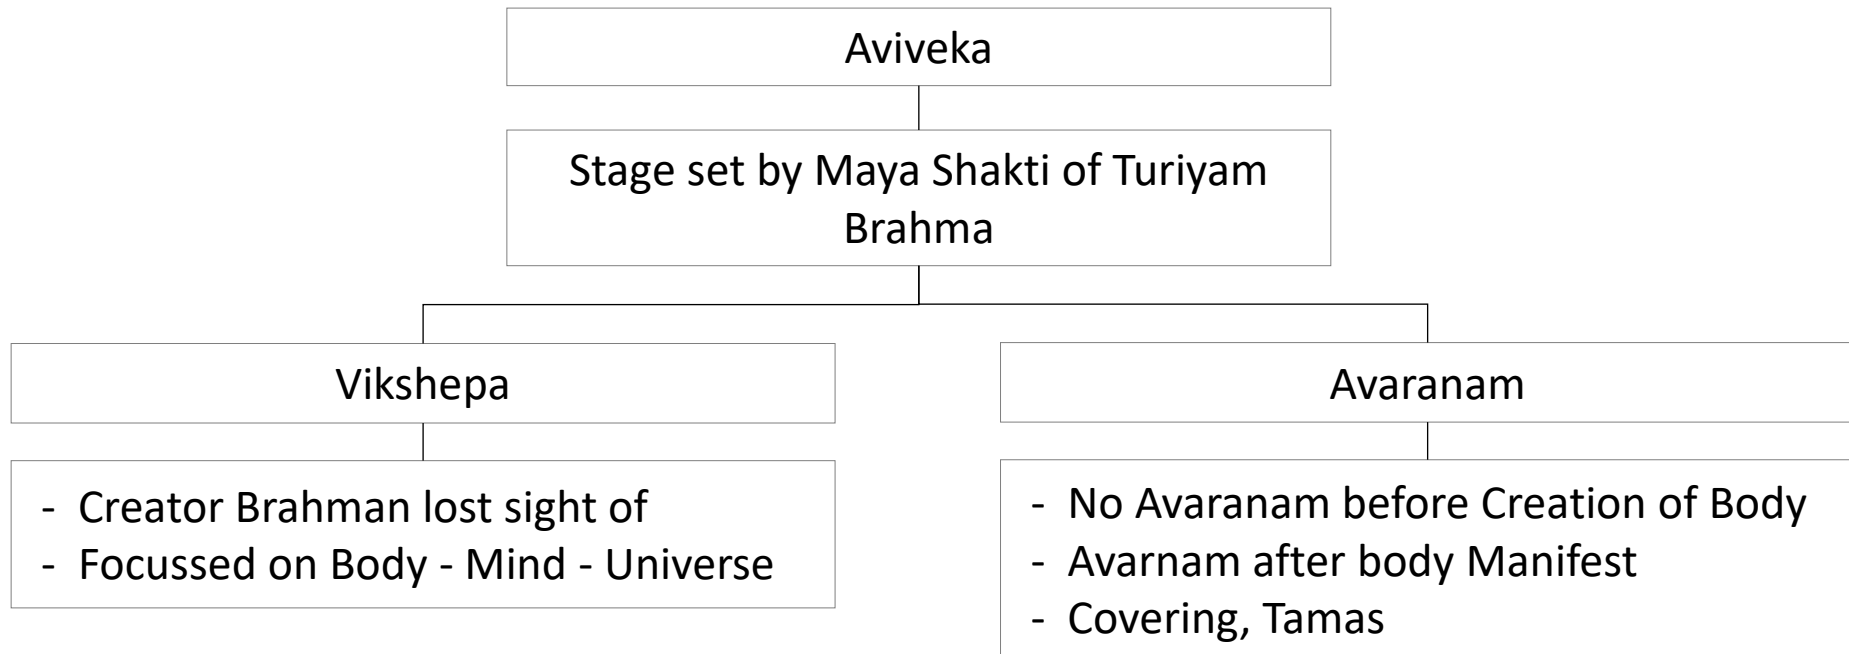 Aviveka
Stage set by Maya Shakti of Turiyam
Brahma
Vikshepa
- Creator Brahman lost sight of
- Focussed on Body - Mind - Universe
Avaranam
- No Avaranam before Creation of Body
- Avarnam after body Manifest
- Covering, Tamas